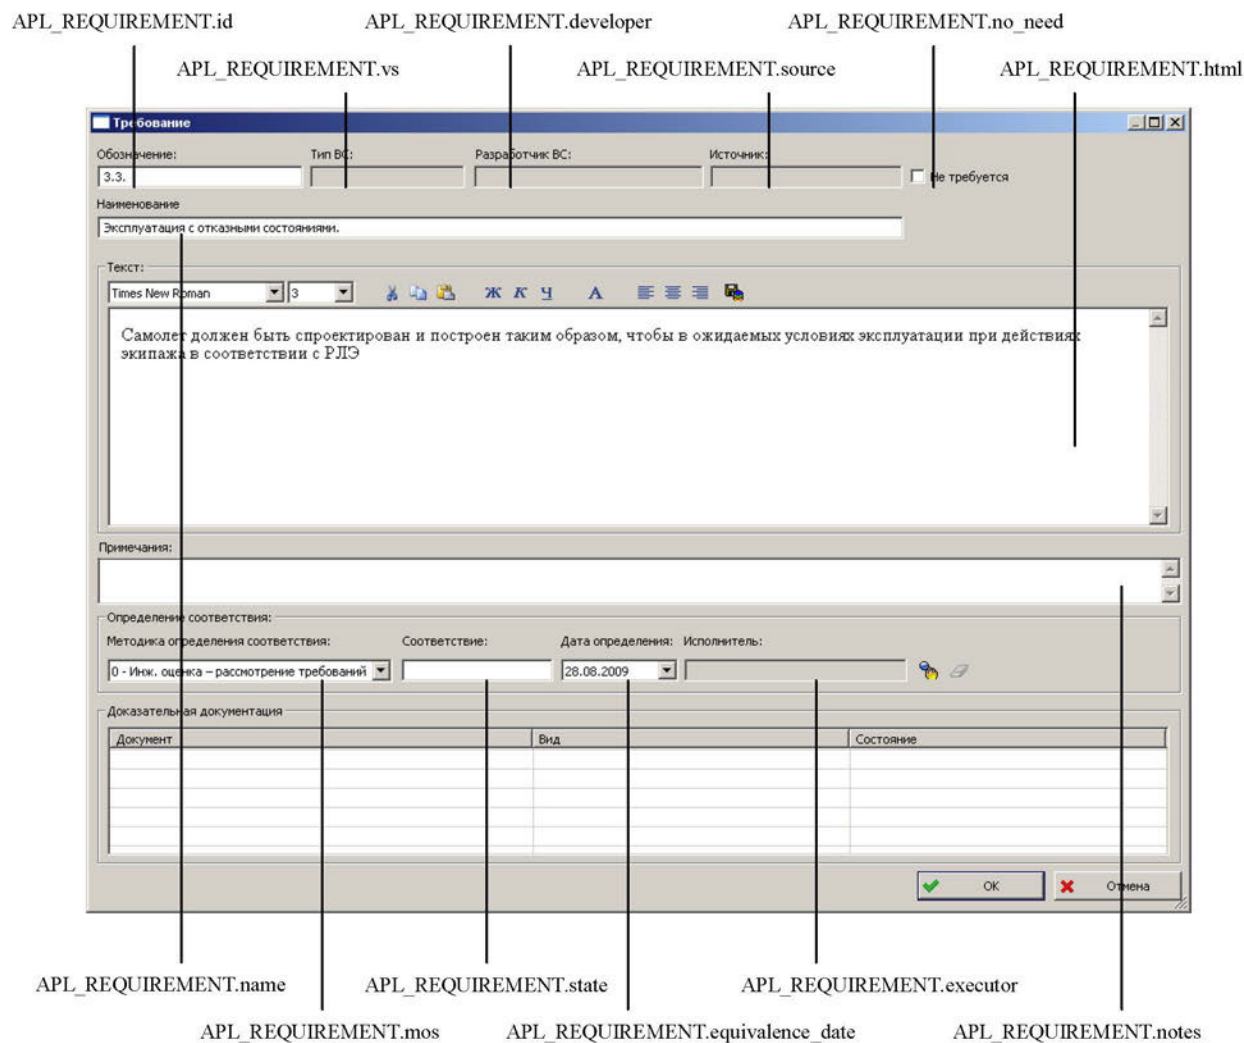 APL_REQUIREMENT.id
APL_REQUIREMENT.developer
APL_REQUIREMENT.no_need
APL_REQUIREMENT.vs
APL_REQUIREMENT.source
APL_REQUIREMENT.html
Требование
Обозначение:
Тип ВС:
Разработчик ВС:
Источник:
3.3.
Не требуется
Наименование
Эксплуатация с отказными состояниями.
Текст:
Times New Roman
3
Ж К Ч А
Самолет должен быть спроектирован и построен таким образом, чтобы в ожидаемых условиях эксплуатации при действиях
экипажа в соответствии с РЛЭ
Примечания:
Определение соответствия:
Методика определения соответствия:
Соответствие:
Дата определения:
Исполнитель:
0 - Инж. оценка – рассмотрение требований
28.08.2009
Доказательная документация
Документ
Вид
Состояние
ОК
Отмена
APL_REQUIREMENT.name
APL_REQUIREMENT.state
APL_REQUIREMENT.executor
APL_REQUIREMENT.mos
APL_REQUIREMENT.equivalence_date
APL_REQUIREMENT.notes